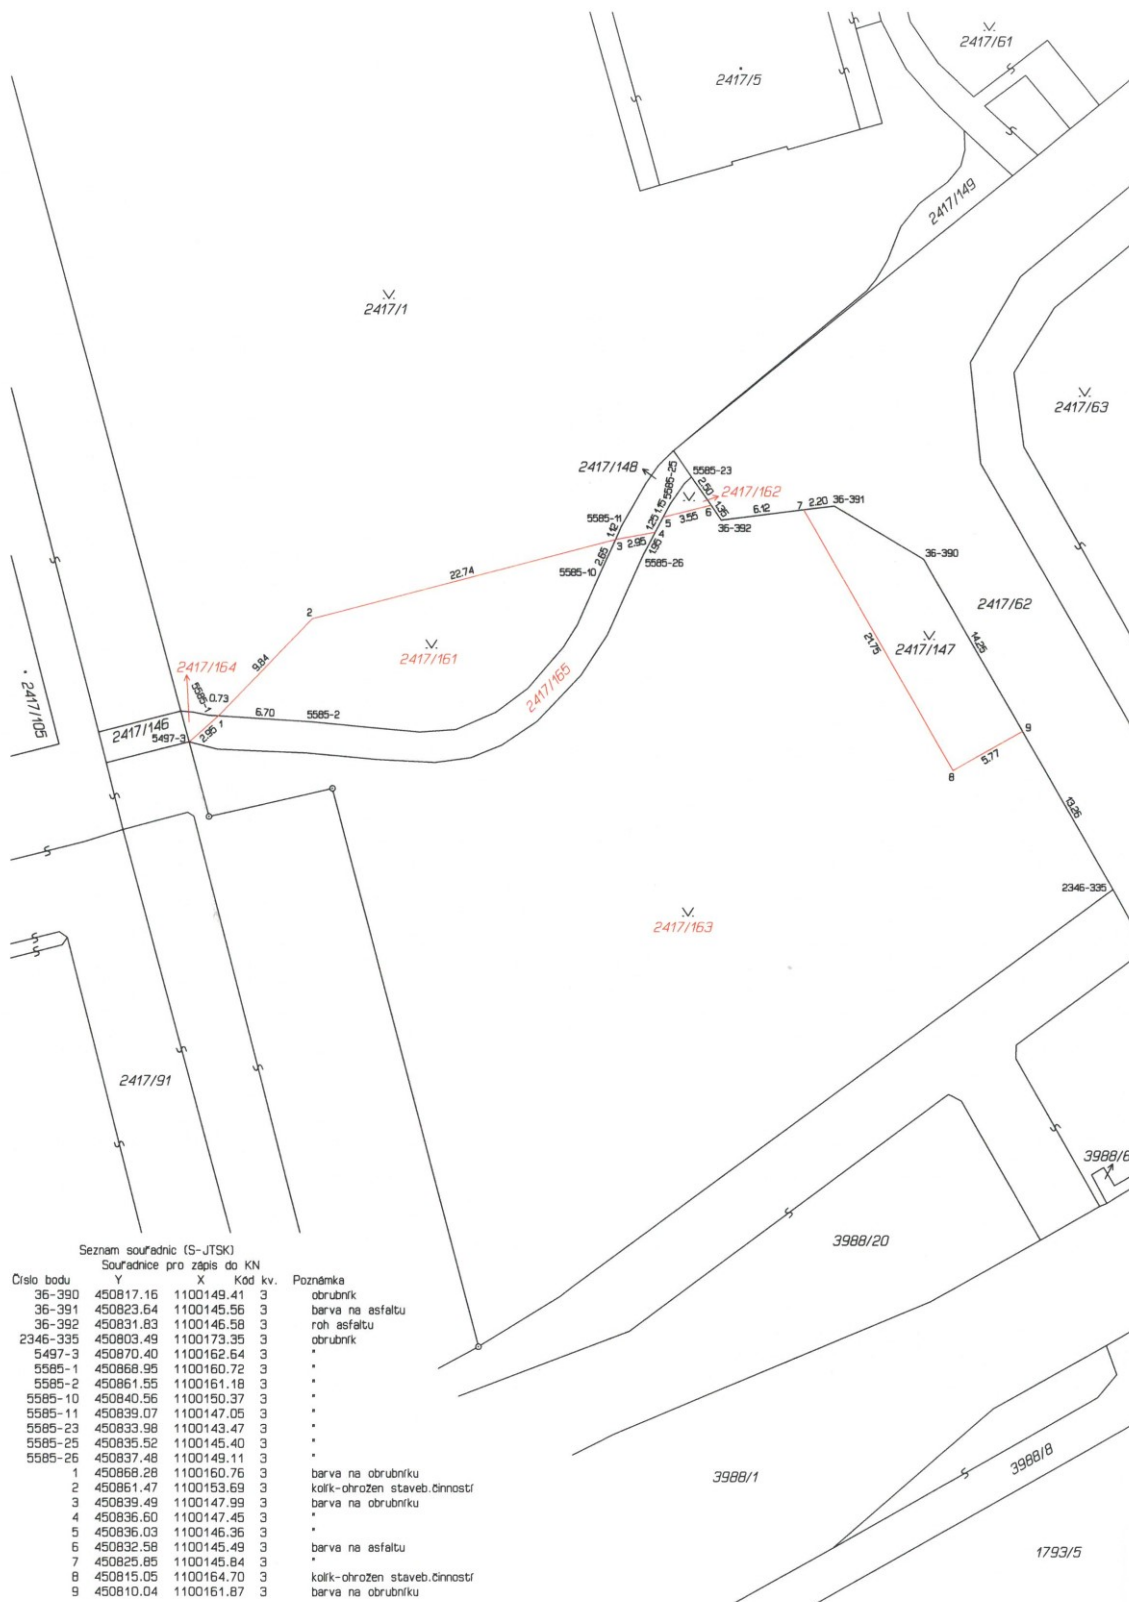 2417/61
2417/5
2417/149
2417/1
2417/63
2417/148
5585-25
5585-23
2.50
2417/162
1.35
6
7
2.20
36-391
6.12
36-392
1.15
3.55
5
1.25
4
5585-11
1.12
2.95
3
1.95
5585-26
2.65
5585-10
36-390
22.74
2
2417/62
14.25
2417/147
21.75
2417/161
9.84
2417/164
5585-1
0.73
2417/165
2417/105
6.70
5585-2
1
2417/146
5497-3
2.95
9
5.77
8
13.26
2346-335
2417/163
2417/91
3988/6
3988/20
3988/8
3988/1
1793/5
Seznam souřadnic (S-JTSK)
Souřadnice pro zápis do KN
Číslo bodu Y X Kód kv. Poznámka
36-390 450817.16 1100149.41 3 obrubník
36-391 450823.64 1100145.56 3 barva na asfaltu
36-392 450831.83 1100146.58 3 roh asfaltu
2346-335 450803.49 1100173.35 3 obrubník
5497-3 450870.40 1100162.64 3 "
5585-1 450868.95 1100160.72 3 "
5585-2 450861.55 1100161.18 3 "
5585-10 450840.56 1100150.37 3 "
5585-11 450839.07 1100147.05 3 "
5585-23 450833.98 1100143.47 3 "
5585-25 450835.52 1100145.40 3 "
5585-26 450837.48 1100149.11 3 "
1 450868.28 1100160.76 3 barva na obrubníku
2 450861.47 1100153.69 3 kolík-ohrožen staveb.činností
3 450839.49 1100147.99 3 barva na obrubníku
4 450836.60 1100147.45 3 "
5 450836.03 1100146.36 3 "
6 450832.58 1100145.49 3 barva na asfaltu
7 450825.85 1100145.84 3 "
8 450815.05 1100164.70 3 kolík-ohrožen staveb.činností
9 450810.04 1100161.87 3 barva na obrubníku